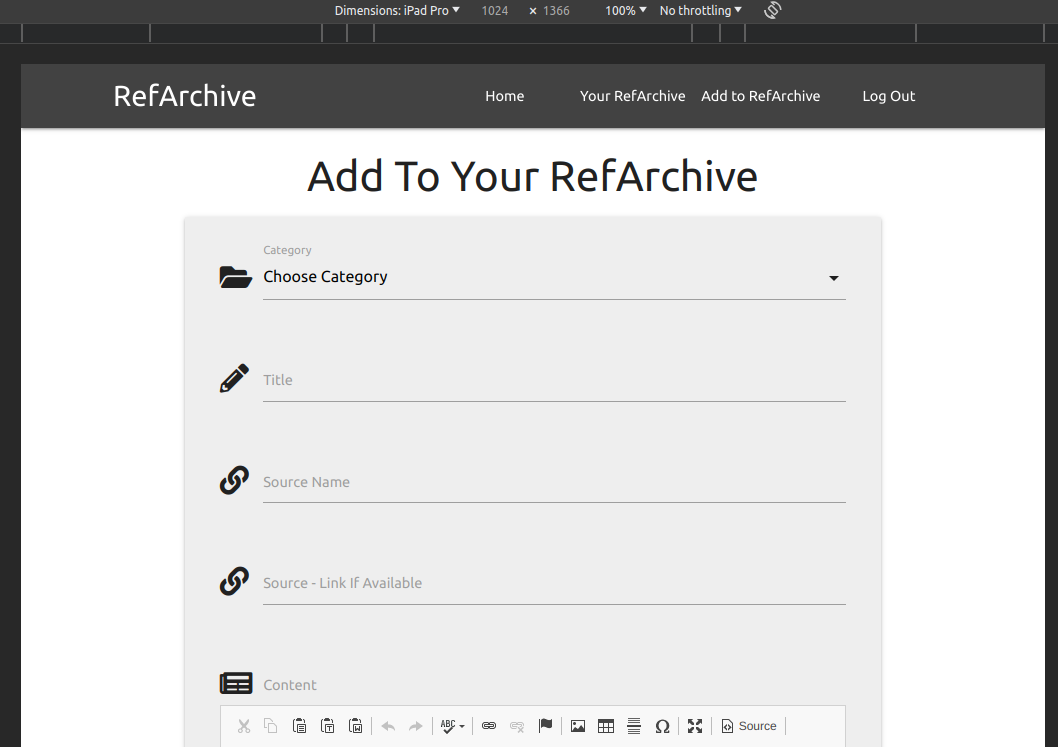 Dimensions: iPad Pro 1024 × 1366 100% No throttling
RefArchive Home Your RefArchive Add to RefArchive Log Out
Add To Your RefArchive
Category
Choose Category
Title
Source Name
Source - Link If Available
Content
ABC Source